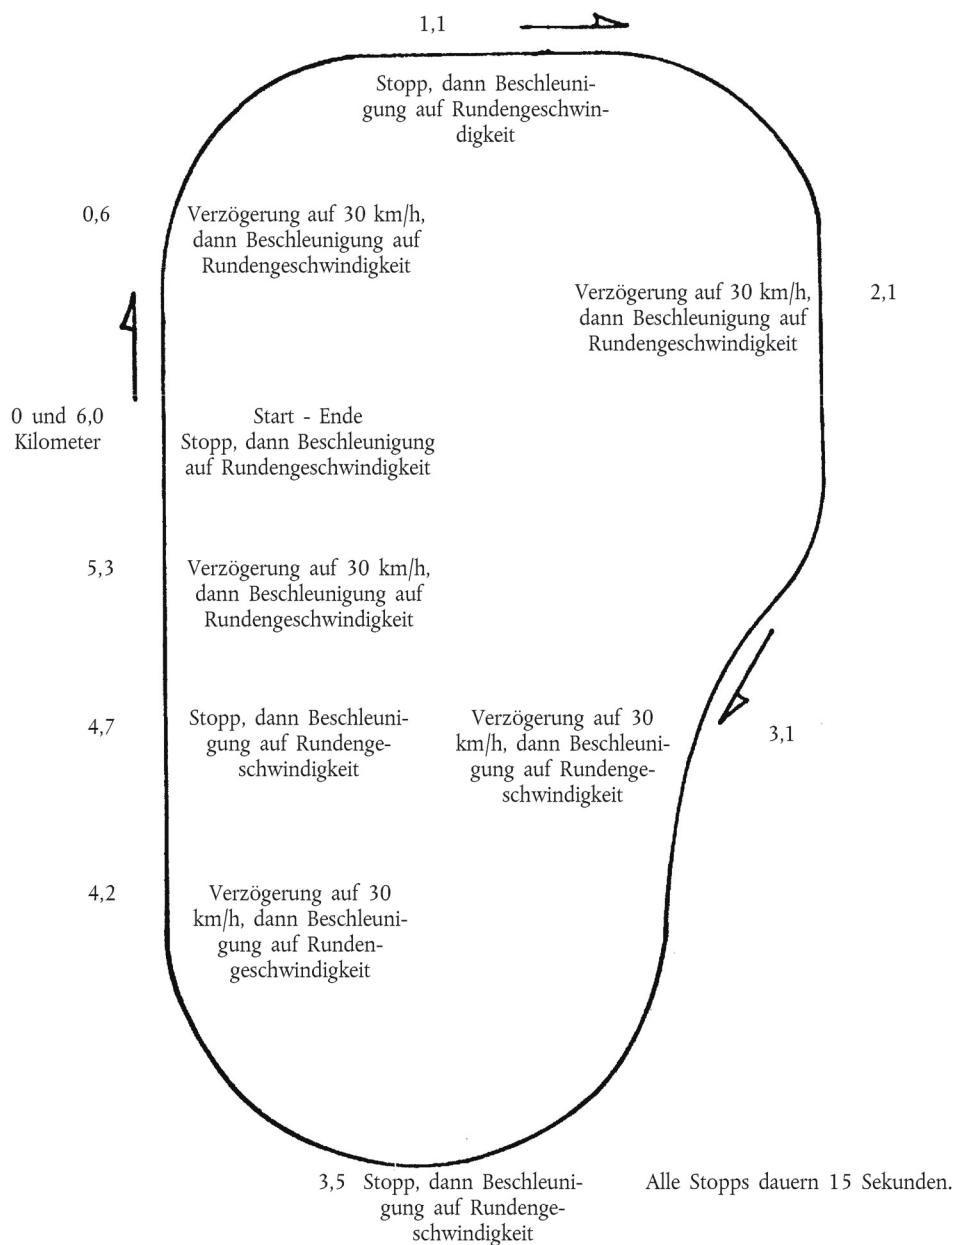 1,1
Stopp, dann Beschleuni-
gung auf Rundengeschwin-
digkeit
0,6
Verzögerung auf 30 km/h,
dann Beschleunigung auf
Rundengeschwindigkeit
Verzögerung auf 30 km/h,
dann Beschleunigung auf
Rundengeschwindigkeit
2,1
0 und 6,0
Kilometer
Start - Ende
Stopp, dann Beschleunigung
auf Rundengeschwindigkeit
5,3
Verzögerung auf 30 km/h,
dann Beschleunigung auf
Rundengeschwindigkeit
4,7
Stopp, dann Beschleuni-
gung auf Rundenge-
schwindigkeit
Verzögerung auf 30
km/h, dann Beschleuni-
gung auf Rundenge-
schwindigkeit
3,1
4,2
Verzögerung auf 30
km/h, dann Beschleuni-
gung auf Runden-
geschwindigkeit
3,5 Stopp, dann Beschleuni-
gung auf Rundenge-
schwindigkeit
Alle Stopps dauern 15 Sekunden.